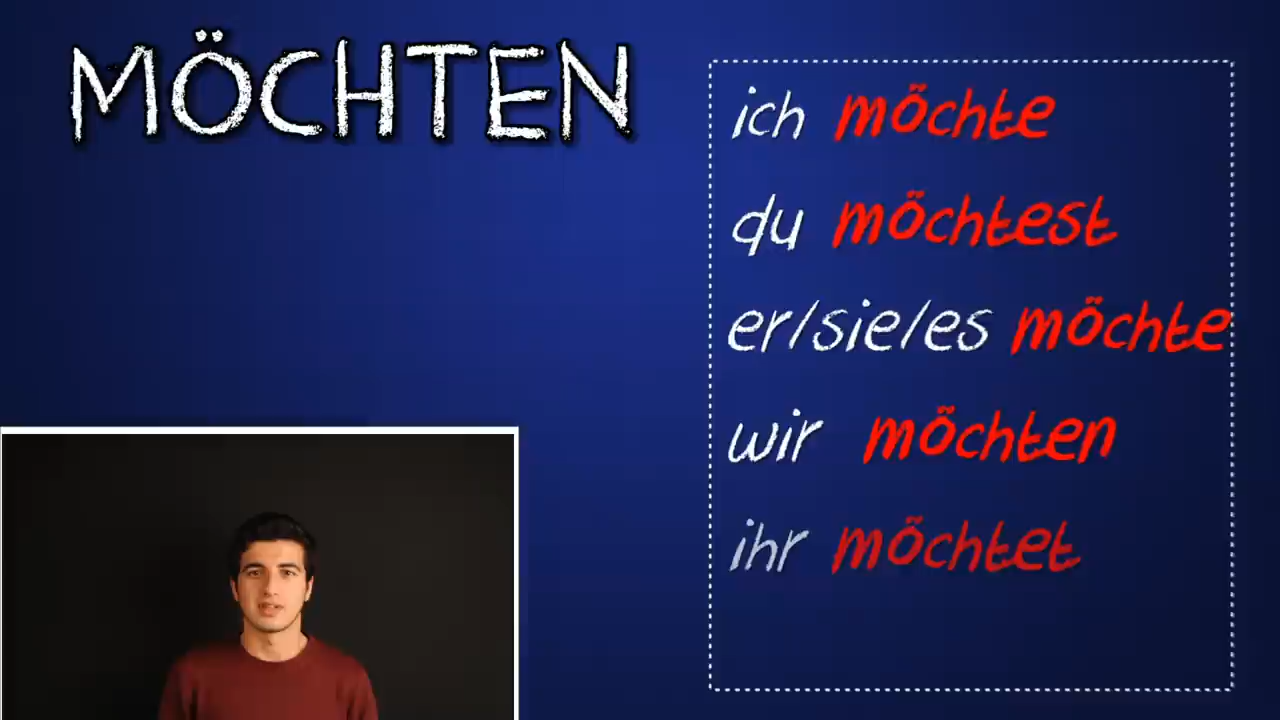 MÖCHTEN
ich möchte
du möchtest
er/sie/es möchte
wir möchten
ihr möchtet